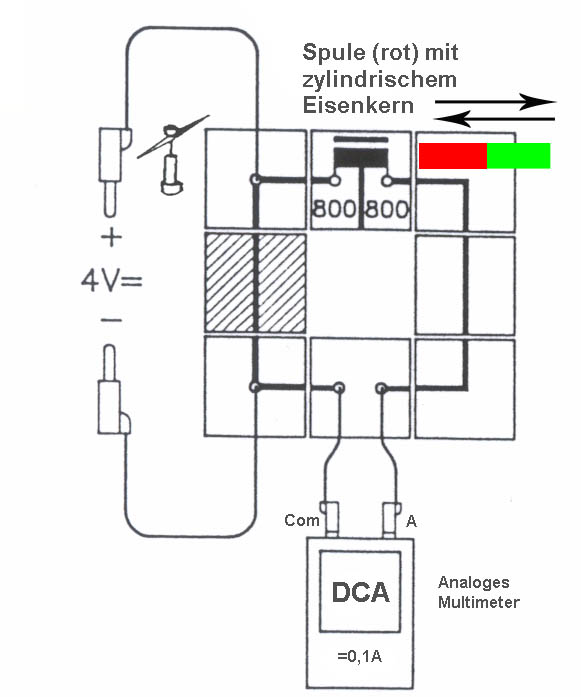 Spule (rot) mit
zylindrischem
Eisenkern
800 800
+
4V=
−
Com
A
DCA
=0,1A
Analoges
Multimeter